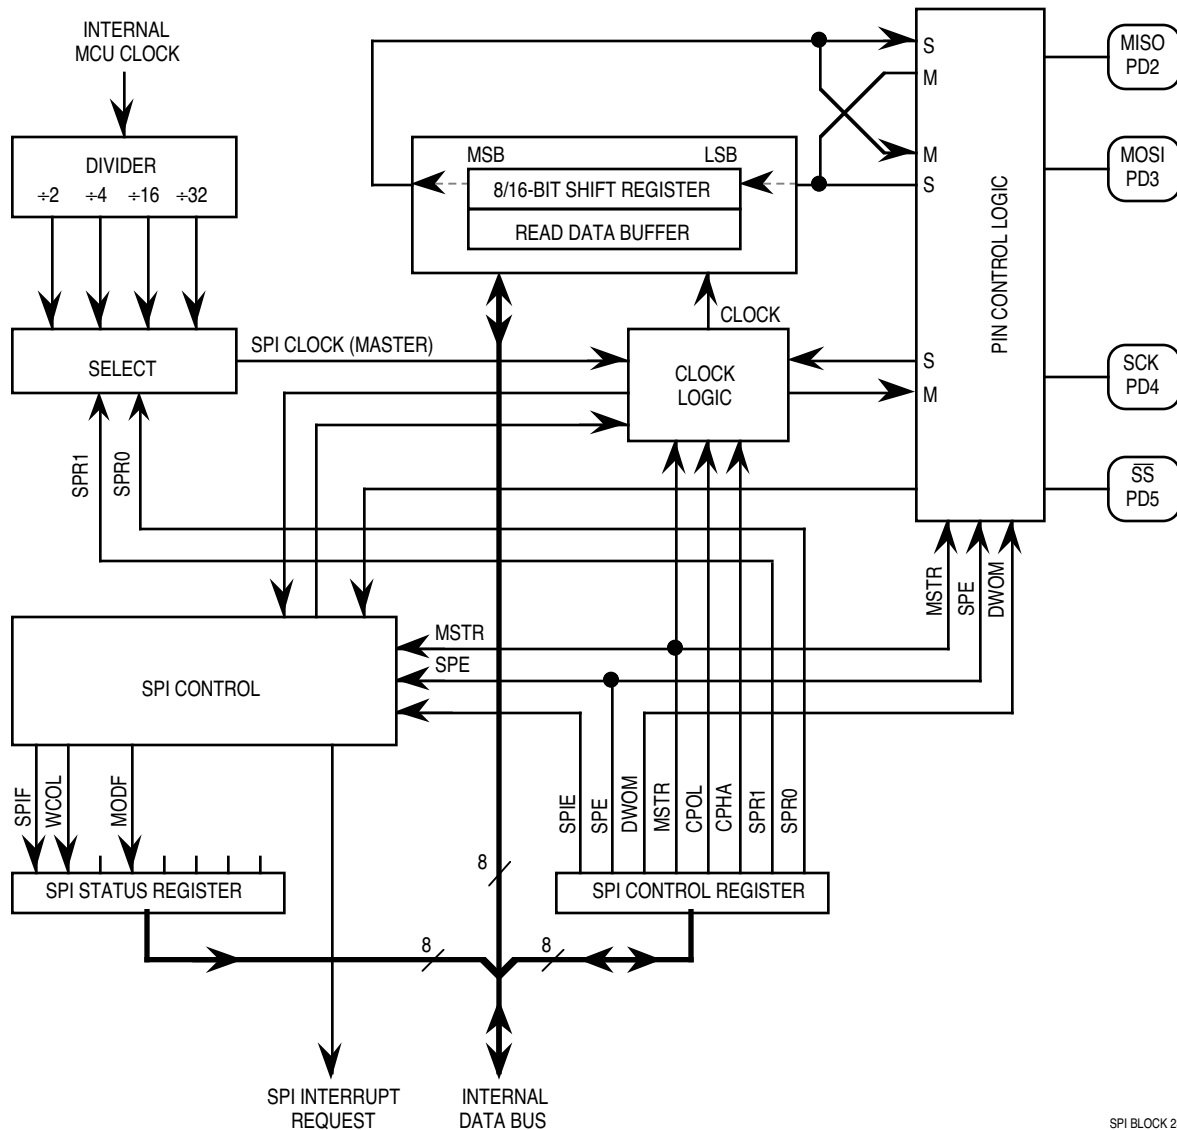 INTERNAL
MCU CLOCK
DIVIDER
÷2 ÷4 ÷16 ÷32
SELECT
SPR1
SPR0
SPI CLOCK (MASTER)
MSB LSB
8/16-BIT SHIFT REGISTER
READ DATA BUFFER
CLOCK
CLOCK
LOGIC
S
M
M
S
S
M
PIN CONTROL LOGIC
MISO
PD2
MOSI
PD3
SCK
PD4
SS
PD5
MSTR
SPE
DWOM
MSTR
SPE
SPI CONTROL
SPIF
WCOL
MODF
SPIE
SPE
DWOM
MSTR
CPOL
CPHA
SPR1
SPR0
SPI STATUS REGISTER
8
SPI CONTROL REGISTER
8
8
SPI INTERRUPT
REQUEST
INTERNAL
DATA BUS
SPI BLOCK 2